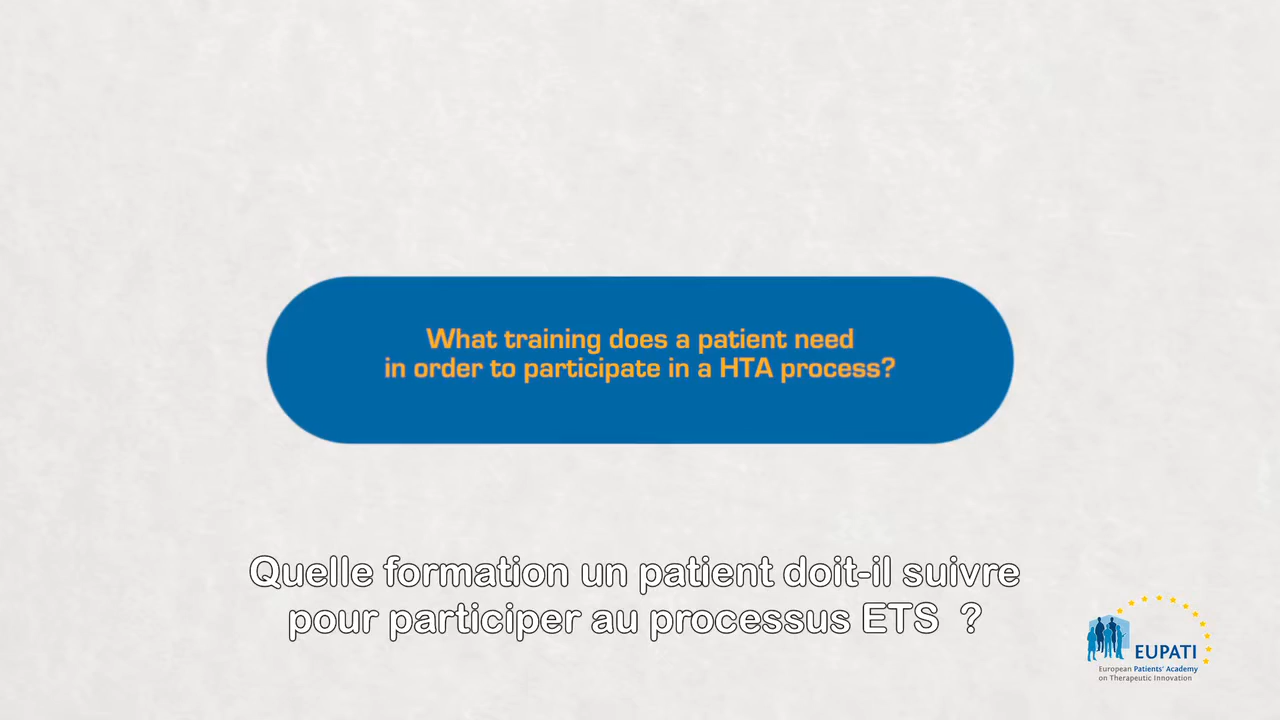 What training does a patient need
in order to participate in a HTA process?
Quelle formation un patient doit-il suivre
pour participer au processus ETS  ?
EUPATI
European Patients' Academy
on Therapeutic Innovation